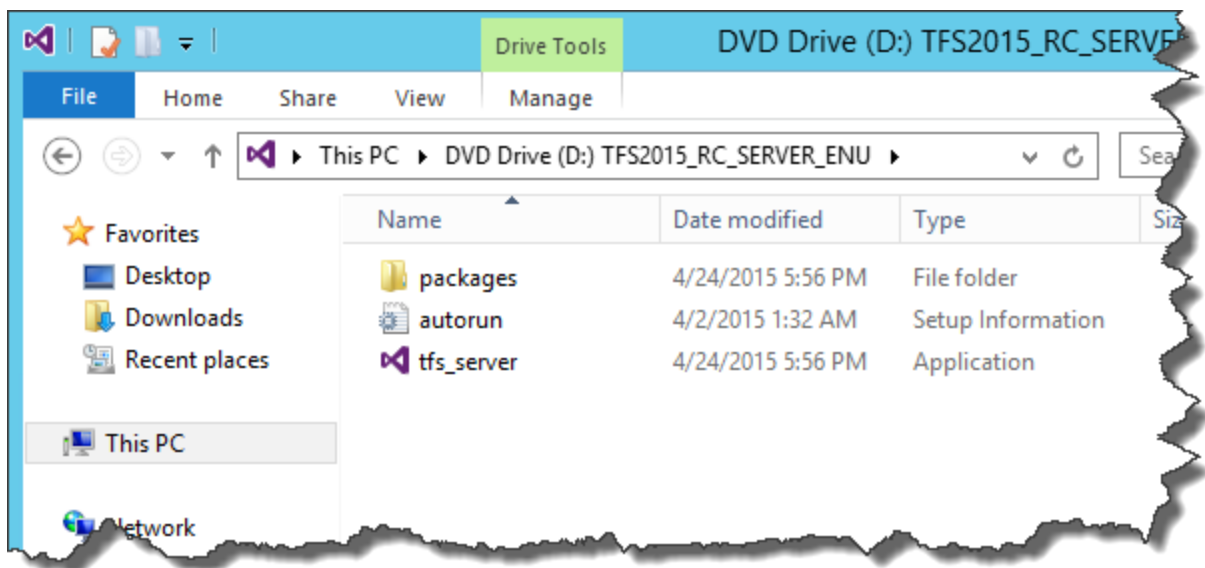 Drive Tools DVD Drive (D:) TFS2015_RC_SERVE
File Home Share View Manage
This PC DVD Drive (D:) TFS2015_RC_SERVER_ENU Sea
Name Date modified Type Siz
Favorites
Desktop packages 4/24/2015 5:56 PM File folder
Downloads autorun 4/2/2015 1:32 AM Setup Information
Recent places tfs_server 4/24/2015 5:56 PM Application
This PC
Network